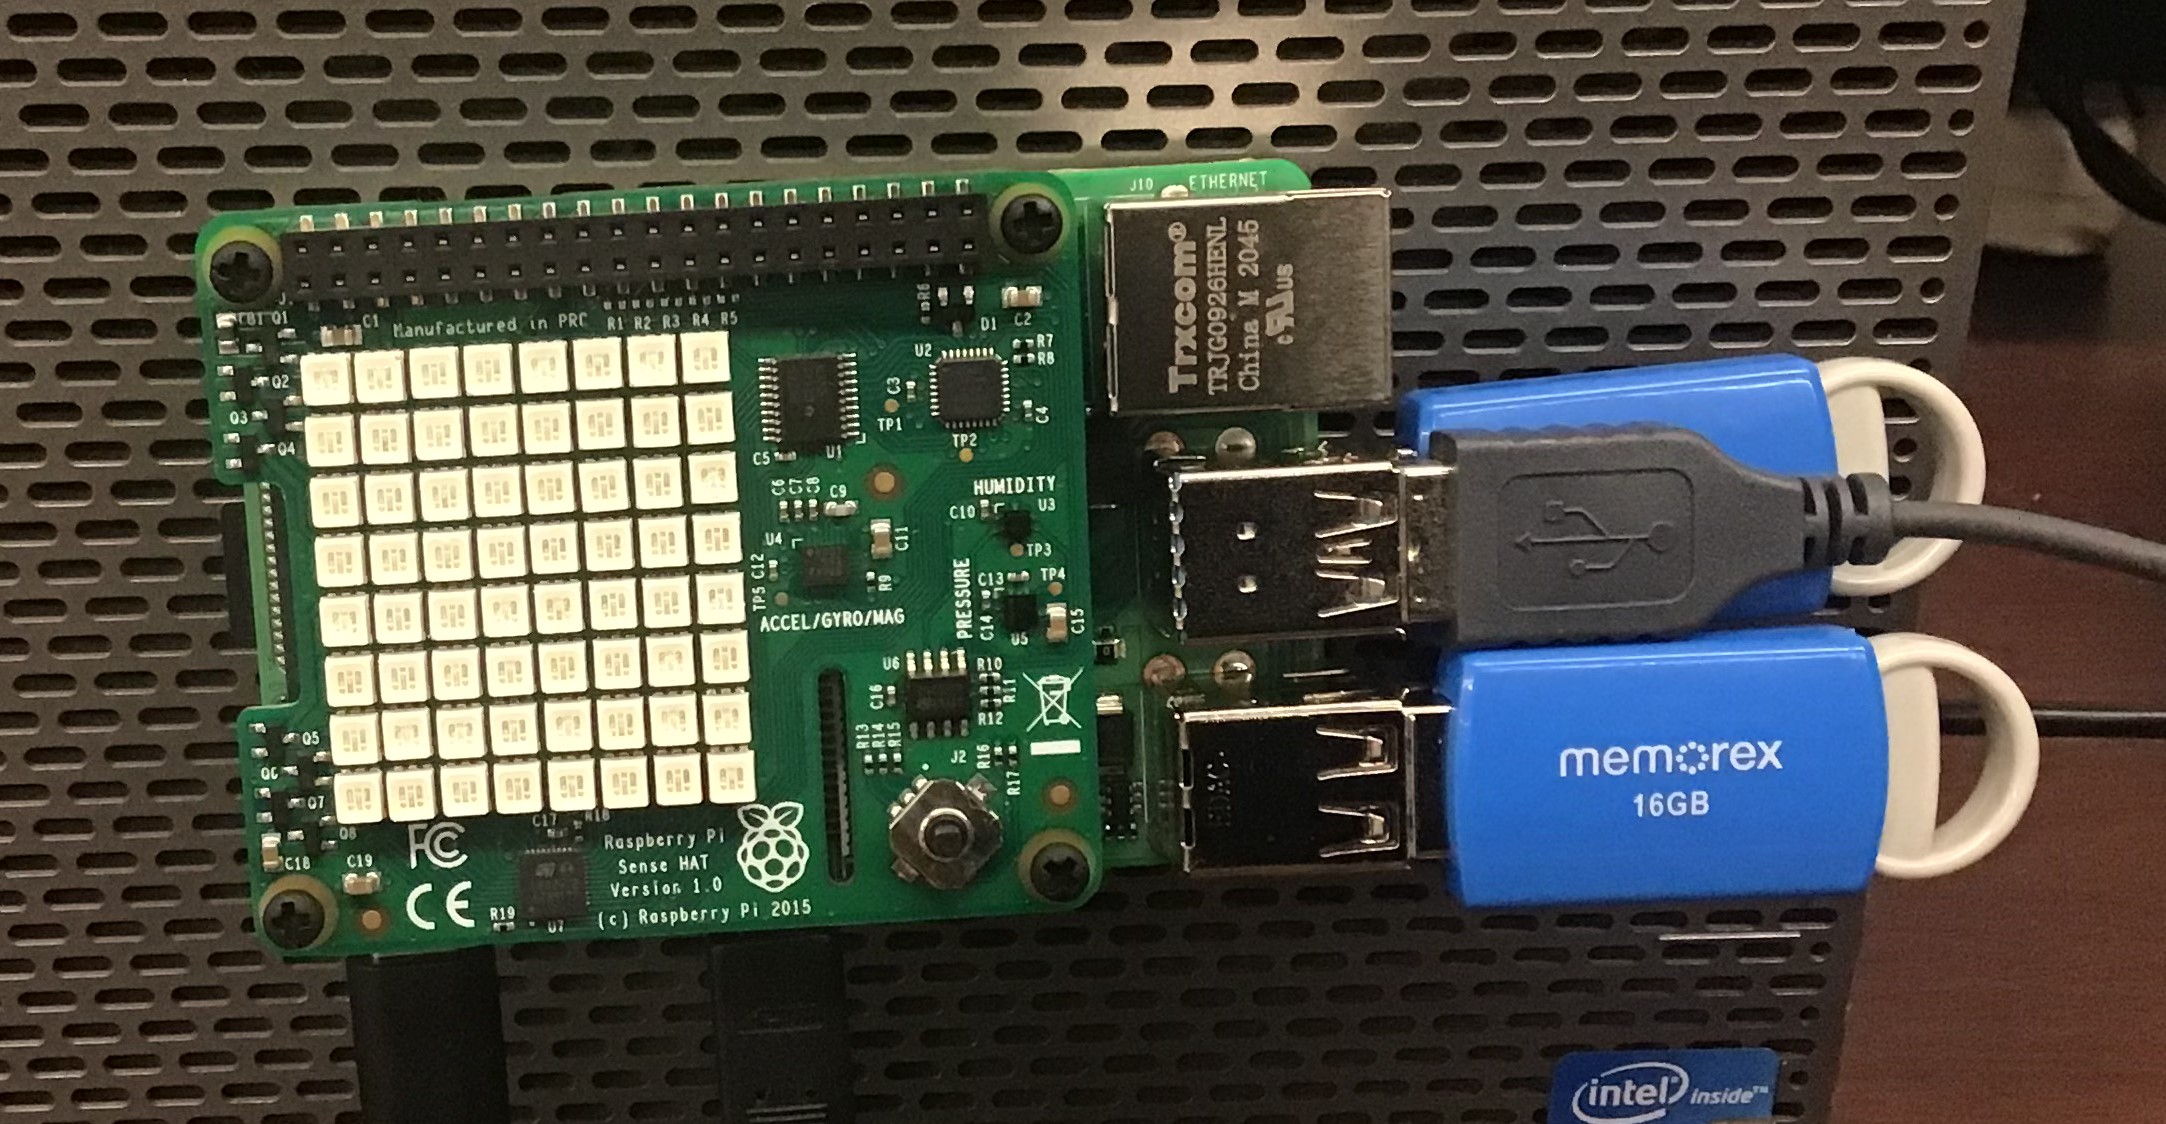 J10 ETHERNET
Trxcom®
TRJG0926HENL
China M 2045
c US
Q1
C1
Manufactured in PRC
R1 R2 R3 R4 R5
R6
D1
C2
R7
R8
U2
Q2
Q3
Q4
C3
C4
TP1
TP2
C5
U1
HUMIDITY
U3
C10
C6 C7 C8
C9
C11
U4
TP3
TP4
C12
TP5
R9
ACCEL/GYRO/MAG
PRESSURE
C13
C14
C15
U5
U6
R10
R11
R12
C16
R13
R14
R15
J2
R16
R17
Q5
Q6
Q7
Q8
C17
R18
C18
C19
FC
CE
Raspberry Pi
Sense HAT
Version 1.0
(c) Raspberry Pi 2015
R19
U7
memorex
16GB
intel inside™